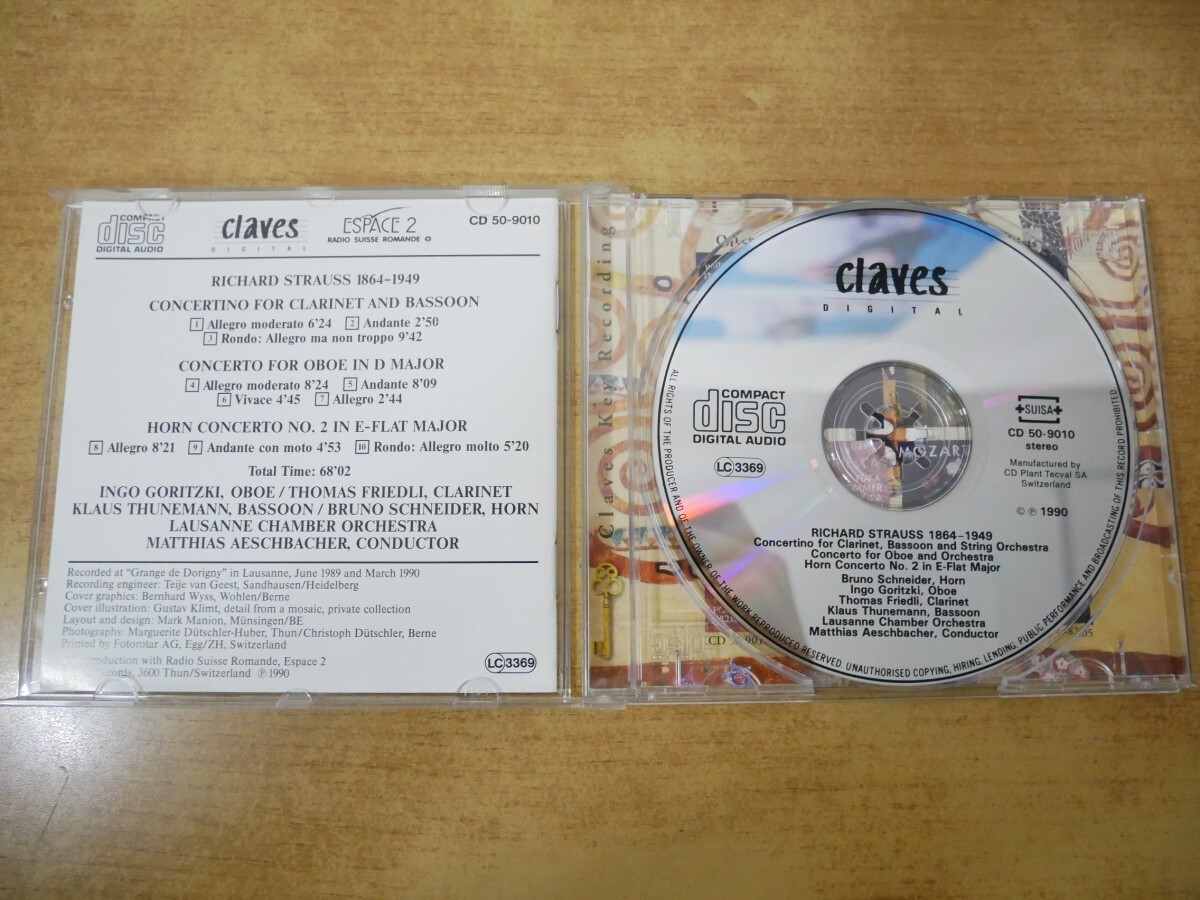 COMPACT
disc
DIGITAL AUDIO
claves
DIGITAL
ESPACE 2
RADIO SUISSE ROMANDE
CD 50-9010
RICHARD STRAUSS 1864–1949
CONCERTINO FOR CLARINET AND BASSOON
1 Allegro moderato 6'24 2 Andante 2'50
3 Rondo: Allegro ma non troppo 9'42
CONCERTO FOR OBOE IN D MAJOR
4 Allegro moderato 8'24 5 Andante 8'09
6 Vivace 4'45 7 Allegro 2'44
HORN CONCERTO NO. 2 IN E-FLAT MAJOR
8 Allegro 8'21 9 Andante con moto 4'53 10 Rondo: Allegro molto 5'20
Total Time: 68'02
INGO GORITZKI, OBOE / THOMAS FRIEDLI, CLARINET
KLAUS THUNEMANN, BASSOON / BRUNO SCHNEIDER, HORN
LAUSANNE CHAMBER ORCHESTRA
MATTHIAS AESCHBACHER, CONDUCTOR
Recorded at "Grange de Dorigny" in Lausanne, June 1989 and March 1990
Recording engineer: Teije van Geest, Sandhausen/Heidelberg
Cover graphics: Bernhard Wyss, Wohlen/Berne
Cover illustration: Gustav Klimt, detail from a mosaic, private collection
Layout and design: Mark Manion, Münsingen/BE
Photographs: Marguerite Dütschler-Huber, Thun/Christoph Dütschler, Berne
Printed by Fotorotar AG, Egg/ZH, Switzerland
production with Radio Suisse Romande, Espace 2
3600 Thun/Switzerland ℗ 1990
LC 3369
Claves Key Recording
claves
DIGITAL
COMPACT
disc
DIGITAL AUDIO
LC 3369
SUISA
CD 50-9010
stereo
Manufactured by
CD Plant Tecval SA
Switzerland
© ℗ 1990
MOZAR
RICHARD STRAUSS 1864–1949
Concertino for Clarinet, Bassoon and String Orchestra
Concerto for Oboe and Orchestra
Horn Concerto No. 2 in E-Flat Major
Bruno Schneider, Horn
Ingo Goritzki, Oboe
Thomas Friedli, Clarinet
Klaus Thunemann, Bassoon
Lausanne Chamber Orchestra
Matthias Aeschbacher, Conductor
ALL RIGHTS OF THE PRODUCER AND OF THE OWNER OF THE WORK REPRODUCED RESERVED. UNAUTHORISED COPYING, HIRING, LENDING, PUBLIC PERFORMANCE AND BROADCASTING OF THIS RECORD PROHIBITED.